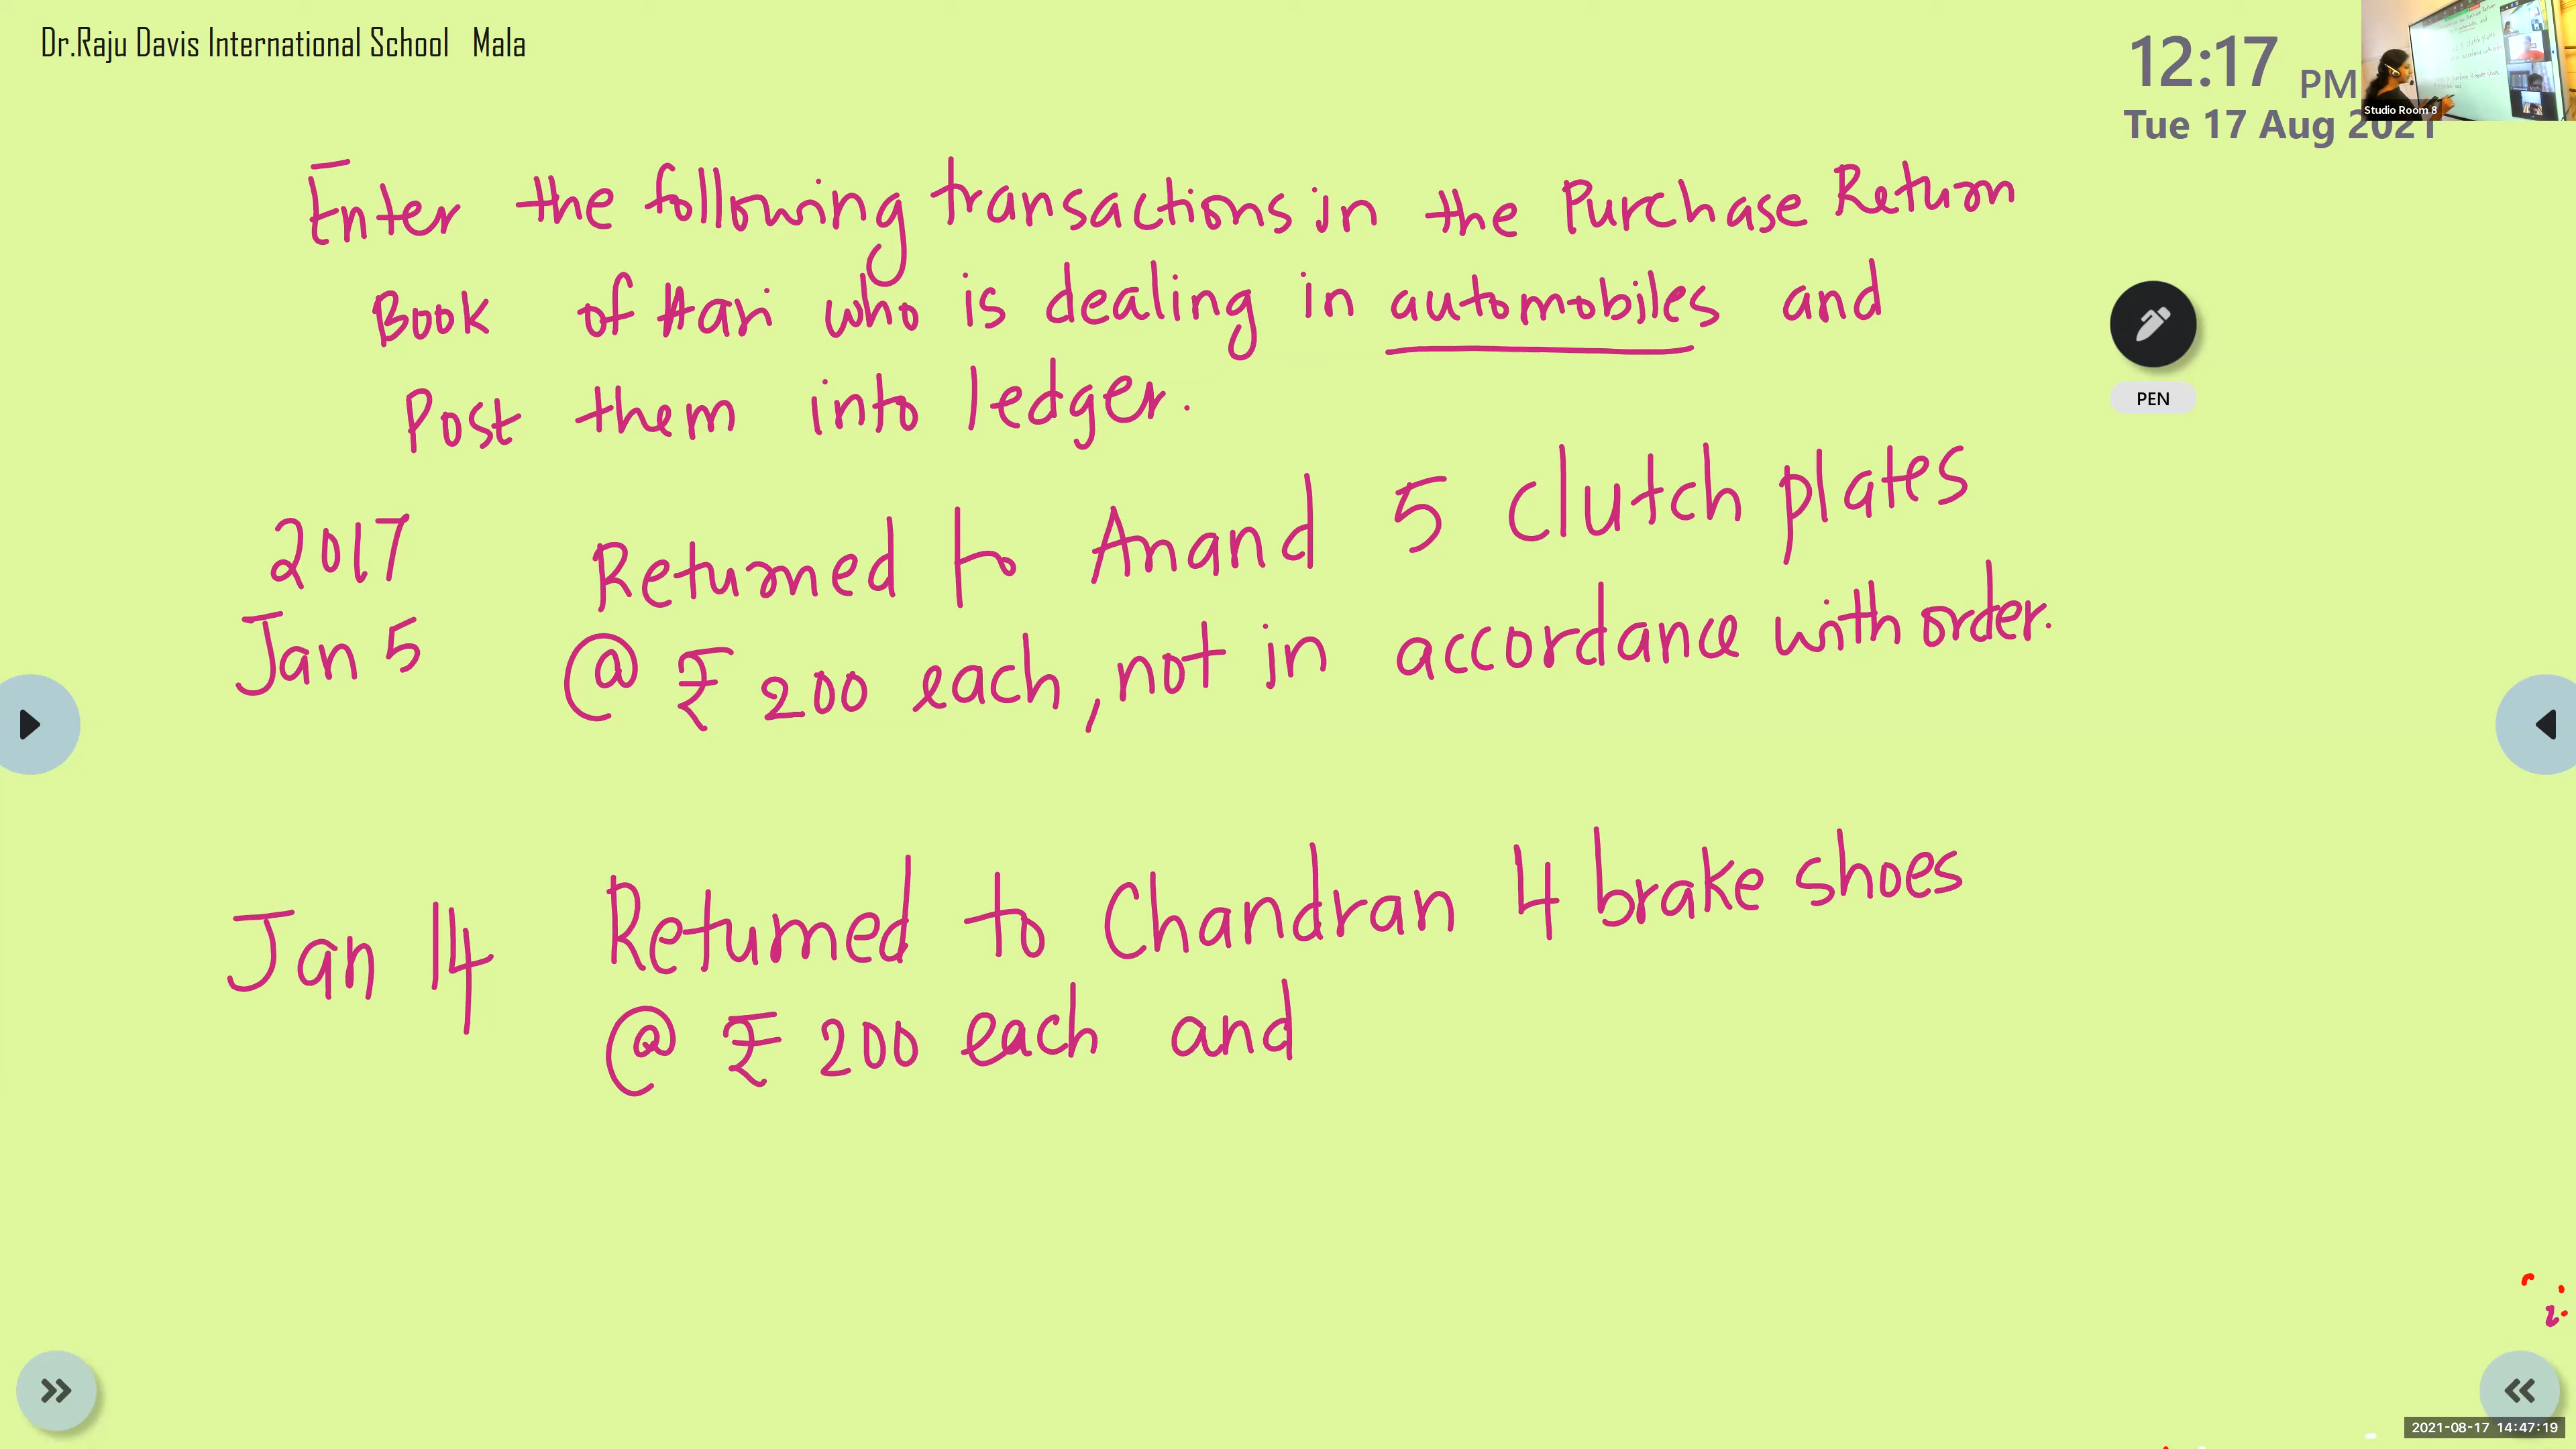 Dr.Raju Davis International School Mala
12:17 PM
Studio Room 8
Tue 17 Aug 2021
Enter the following transactions in the Purchase Return
Book of Hari who is dealing in automobiles and
PEN
Post them into ledger.
2017
Jan 5 Returned to Anand 5 clutch plates
@ ₹ 200 each, not in accordance with order.
Jan 14 Returned to Chandran 4 brake shoes
@ ₹ 200 each and
2021-08-17 14:47:19